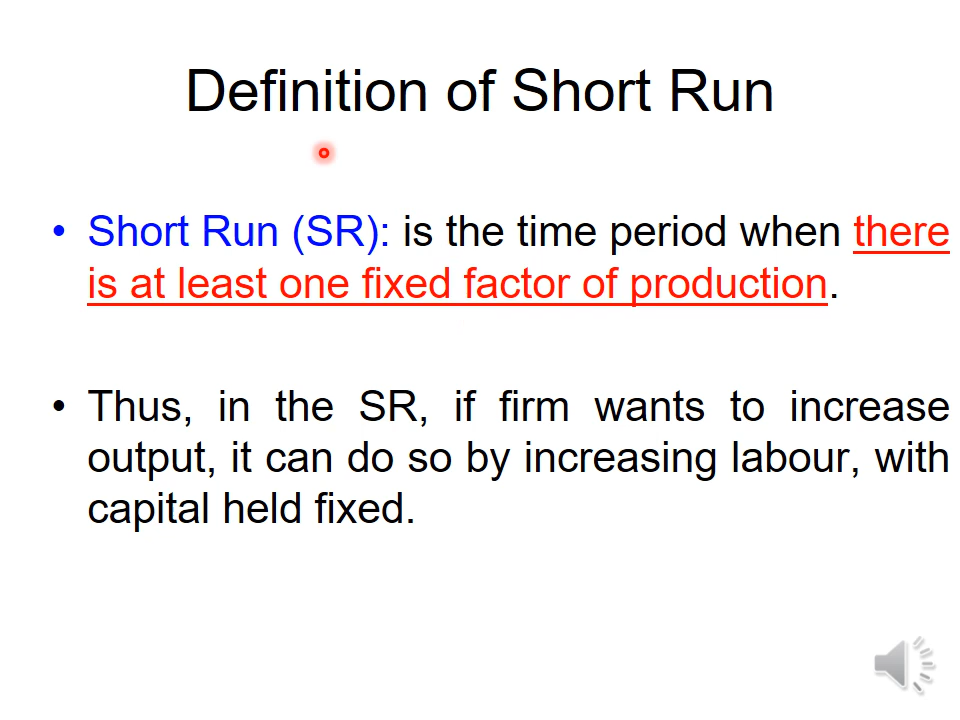 Definition of Short Run
• Short Run (SR): is the time period when there
is at least one fixed factor of production.
• Thus, in the SR, if firm wants to increase
output, it can do so by increasing labour, with
capital held fixed.